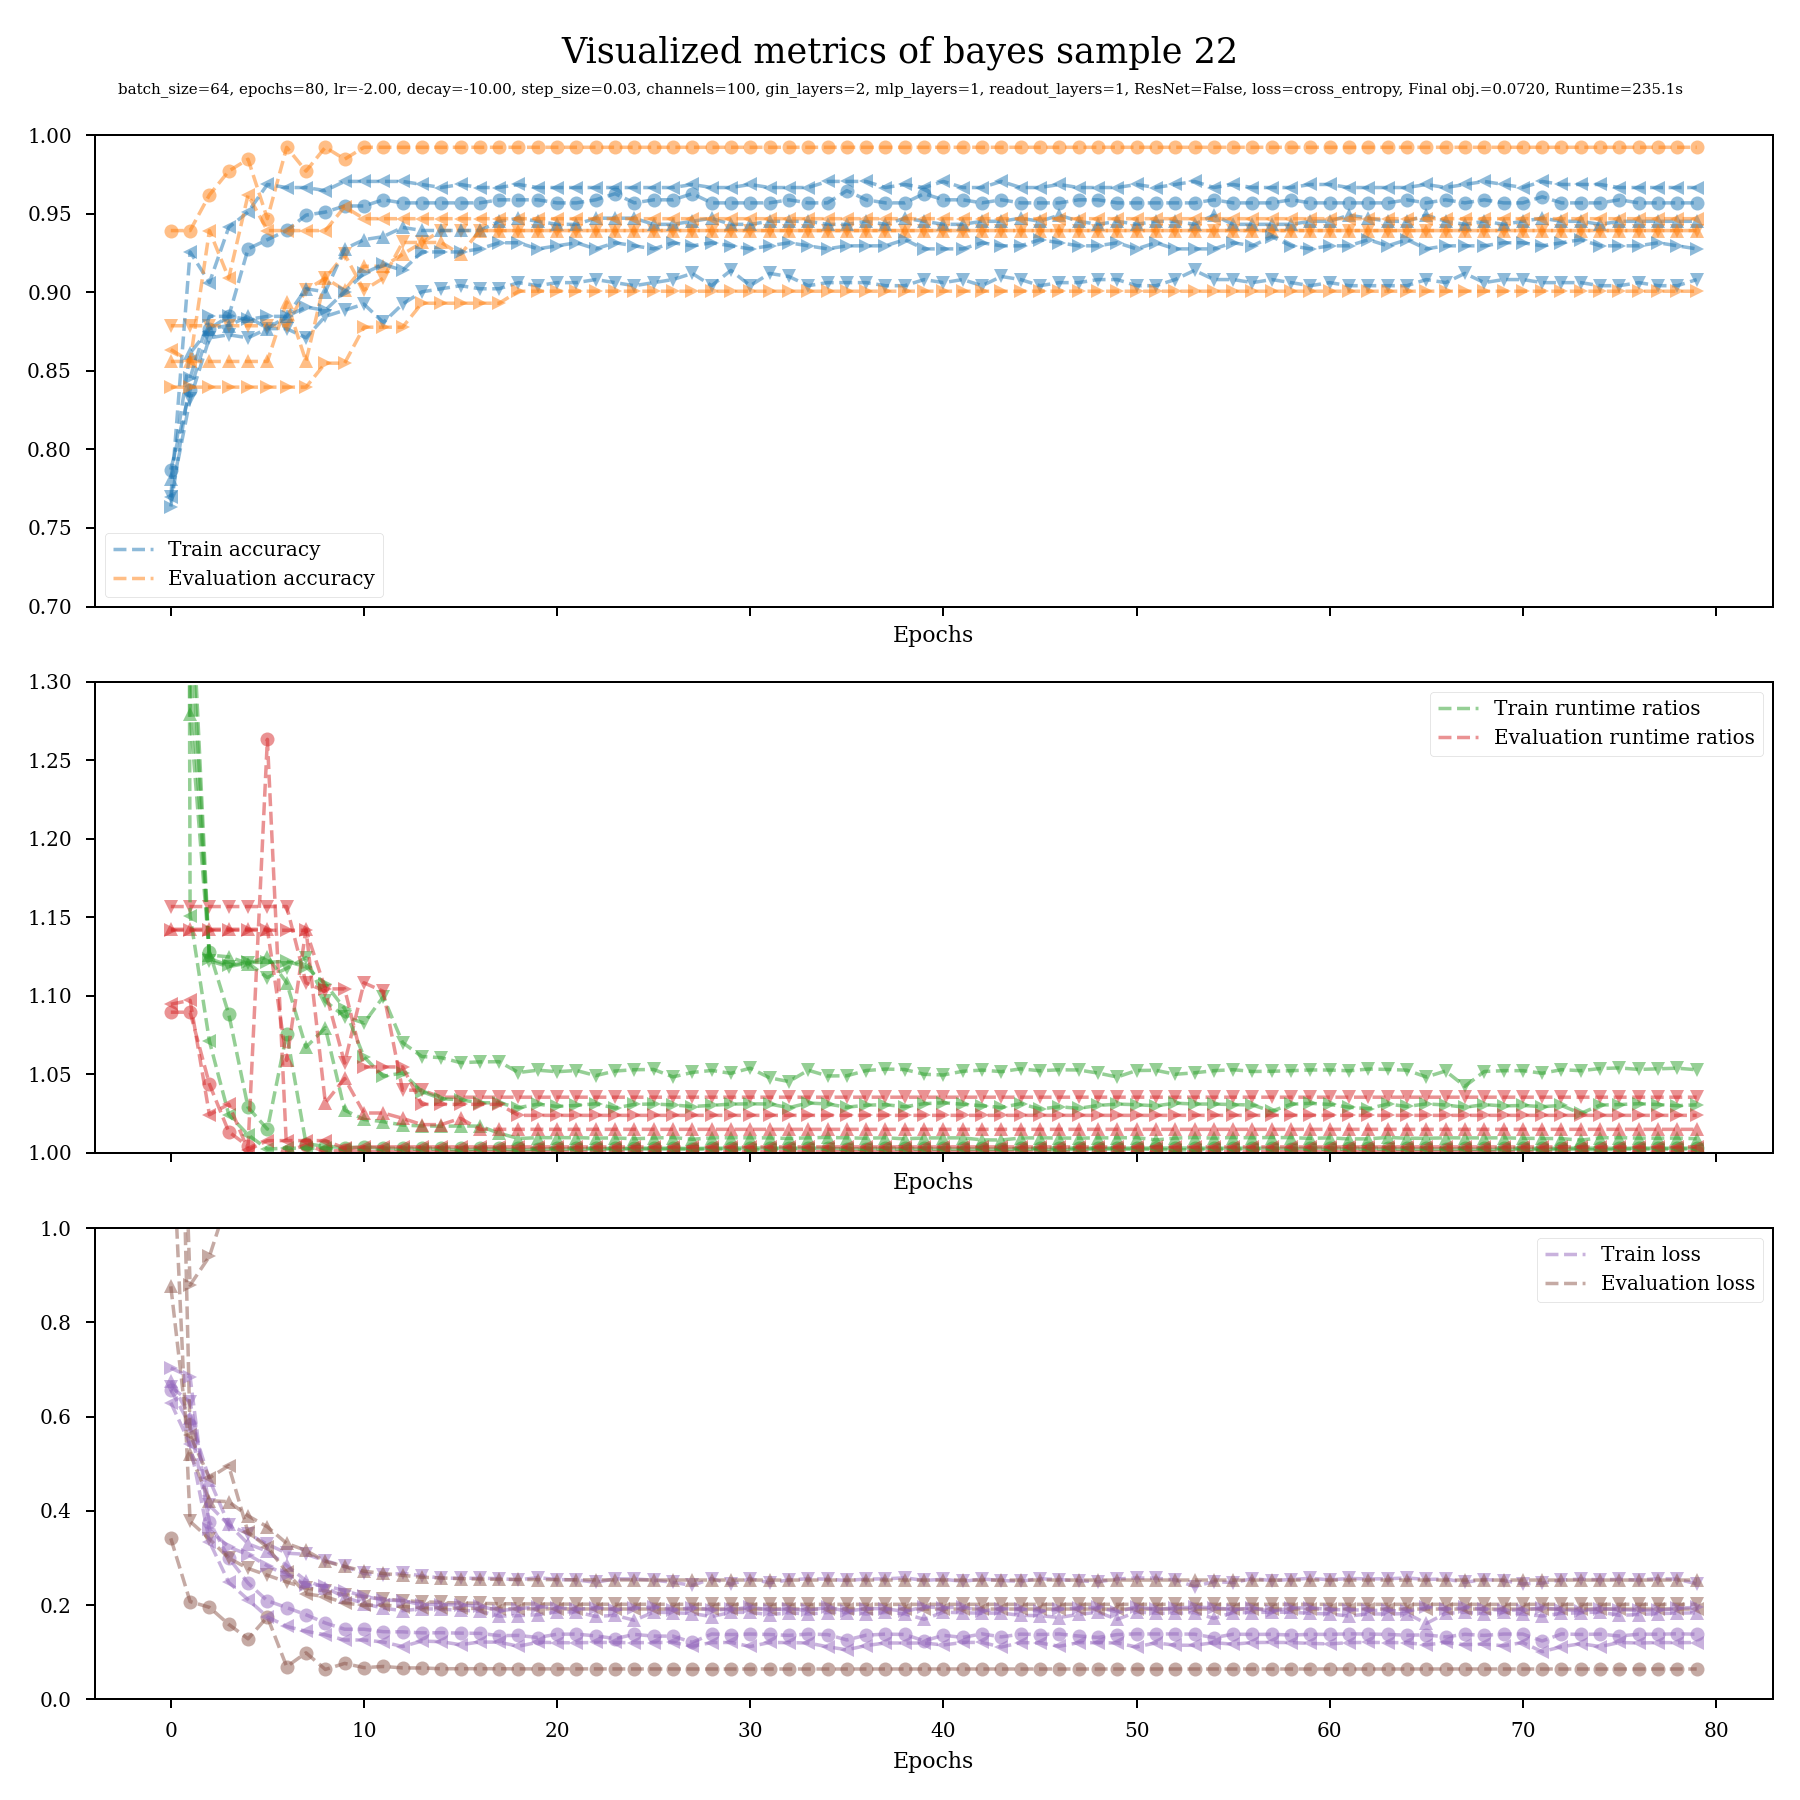 Visualized metrics of bayes sample 22
batch_size=64, epochs=80, lr=-2.00, decay=-10.00, step_size=0.03, channels=100, gin_layers=2, mlp_layers=1, readout_layers=1, ResNet=False, loss=cross_entropy, Final obj.=0.0720, Runtime=235.1s
1.00
0.95
0.90
0.85
0.80
0.75
0.70
Train accuracy
Evaluation accuracy
Epochs
1.30
1.25
1.20
1.15
1.10
1.05
1.00
Train runtime ratios
Evaluation runtime ratios
Epochs
1.0
0.8
0.6
0.4
0.2
0.0
Train loss
Evaluation loss
0 10 20 30 40 50 60 70 80
Epochs